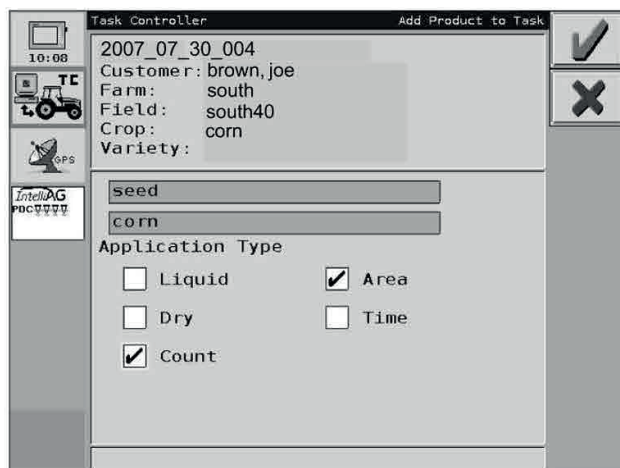 Task Controller Add Product to Task
10:08
2007_07_30_004
Customer: brown, joe
Farm: south
Field: south40
Crop: corn
Variety:
TC
GPS
IntelliAG
PDC
seed
corn
Application Type
Liquid Area
Dry Time
Count